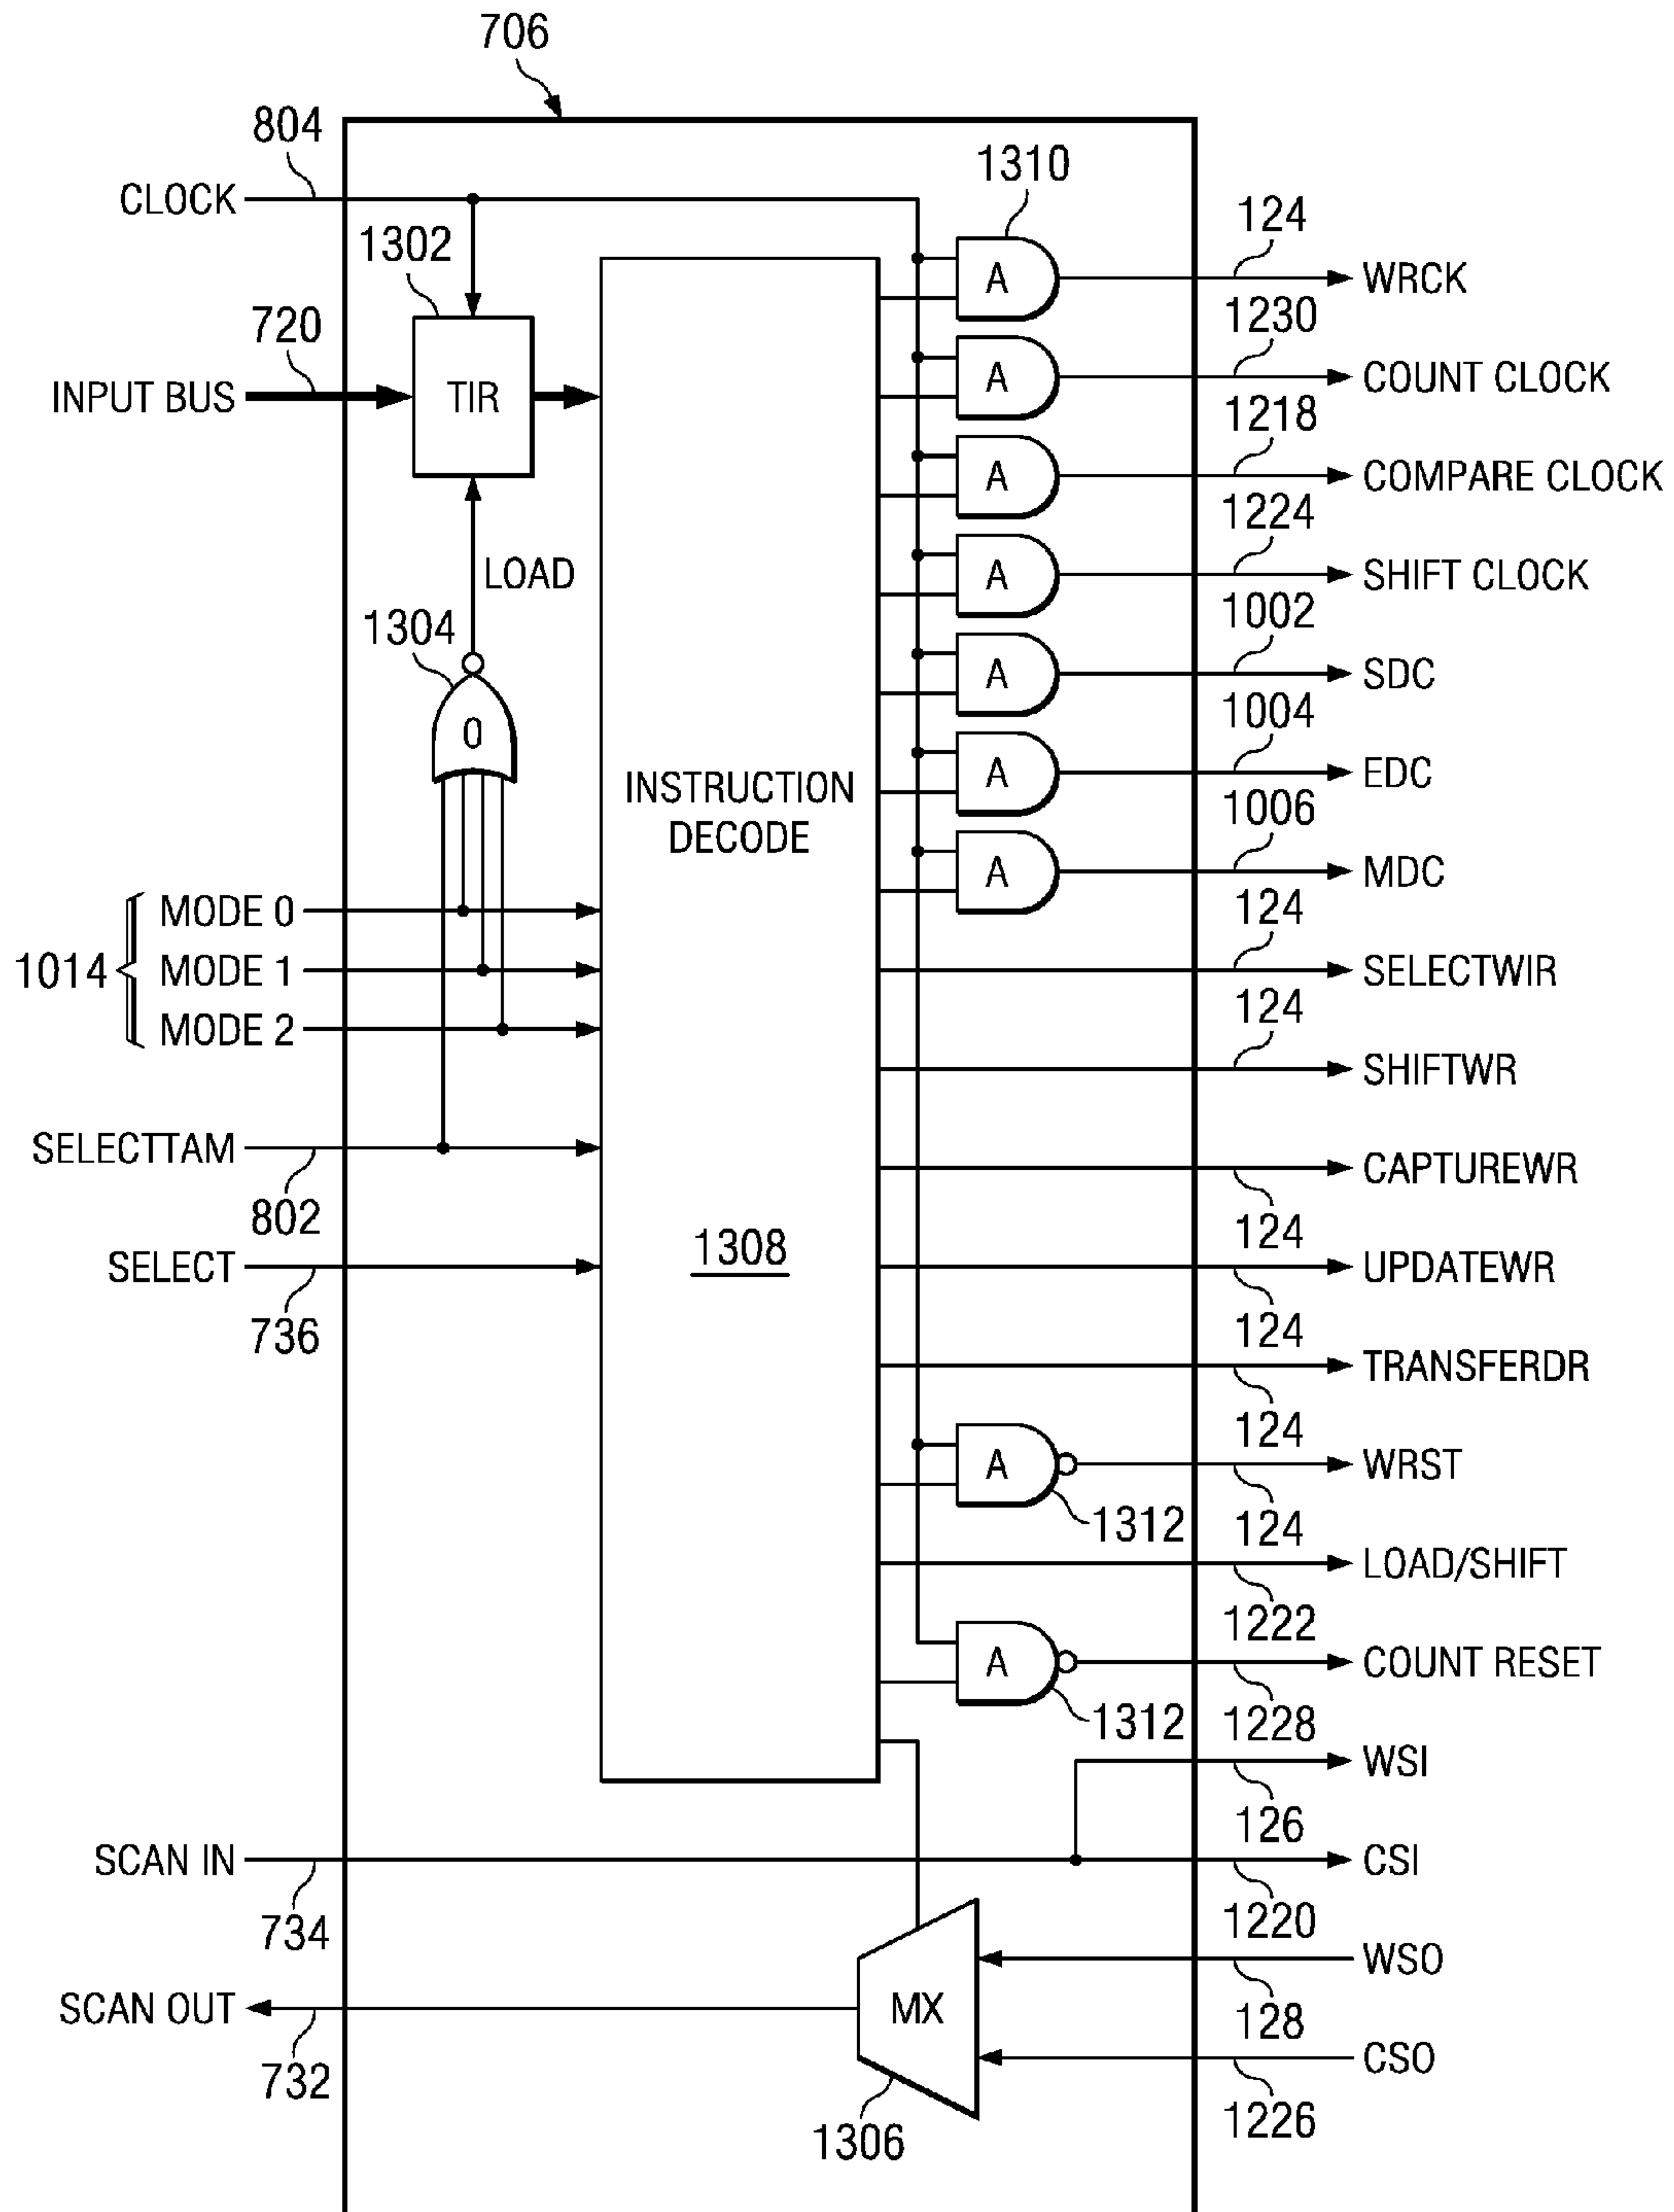 706
804
CLOCK
1310
1302
124
WRCK
720
1230
INPUT BUS
TIR
A
COUNT CLOCK
1218
A
COMPARE CLOCK
1224
LOAD
A
SHIFT CLOCK
1304
1002
A
SDC
0
1004
INSTRUCTION
DECODE
A
EDC
1006
A
MDC
124
1014
MODE 0
MODE 1
MODE 2
SELECTWIR
124
SHIFTWR
SELECTTAM
802
CAPTUREWR
124
SELECT
736
1308
UPDATEWR
124
TRANSFERDR
124
A
WRST
1312
124
LOAD/SHIFT
1222
A
COUNT RESET
1312
1228
WSI
126
SCAN IN
734
CSI
1220
WSO
128
SCAN OUT
732
MX
CSO
1226
1306
A